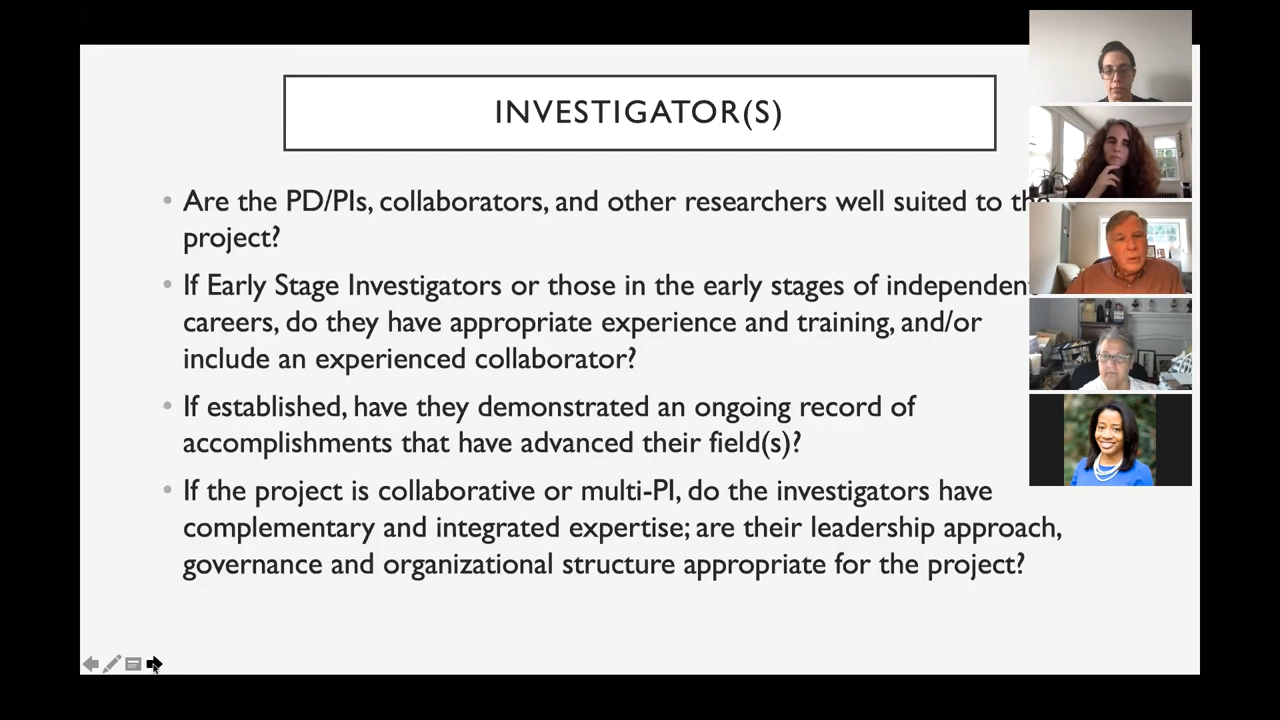 INVESTIGATOR(S)
• Are the PD/PIs, collaborators, and other researchers well suited to the
project?
• If Early Stage Investigators or those in the early stages of independent
careers, do they have appropriate experience and training, and/or
include an experienced collaborator?
• If established, have they demonstrated an ongoing record of
accomplishments that have advanced their field(s)?
• If the project is collaborative or multi-PI, do the investigators have
complementary and integrated expertise; are their leadership approach,
governance and organizational structure appropriate for the project?